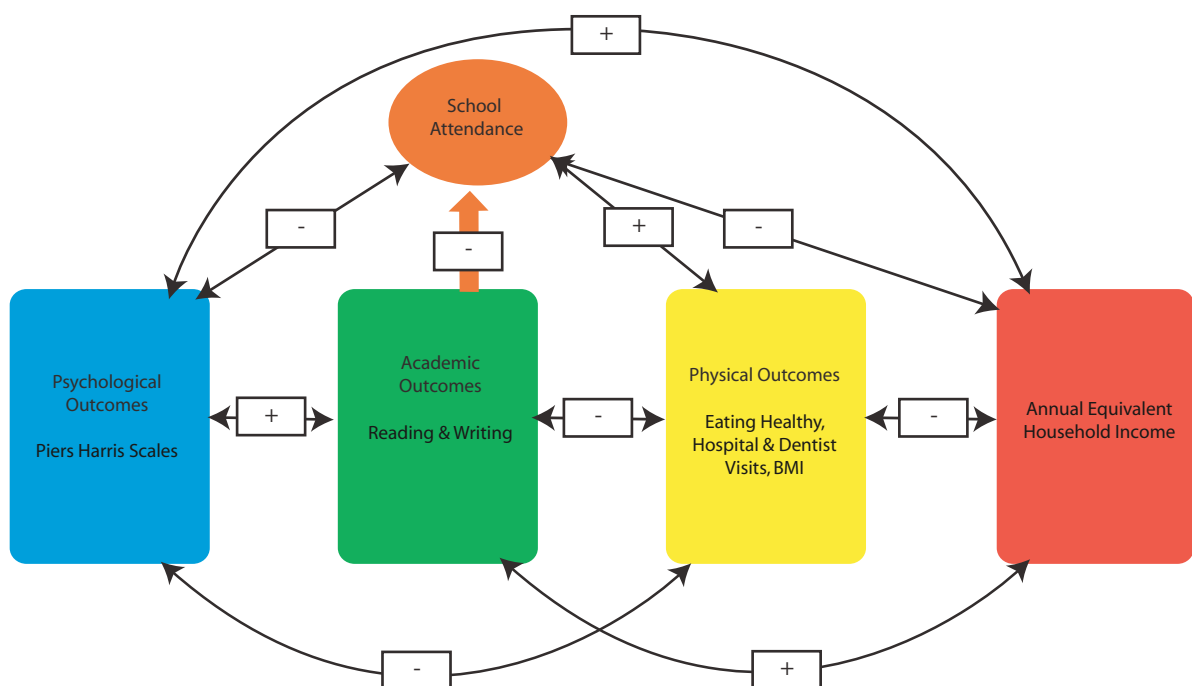 +
School
Attendance
-
-
+
-
Psychological
Outcomes
Piers Harris Scales
+
Academic
Outcomes
Reading & Writing
-
Physical Outcomes
Eating Healthy,
Hospital & Dentist
Visits, BMI
-
Annual Equivalent
Household Income
-
+